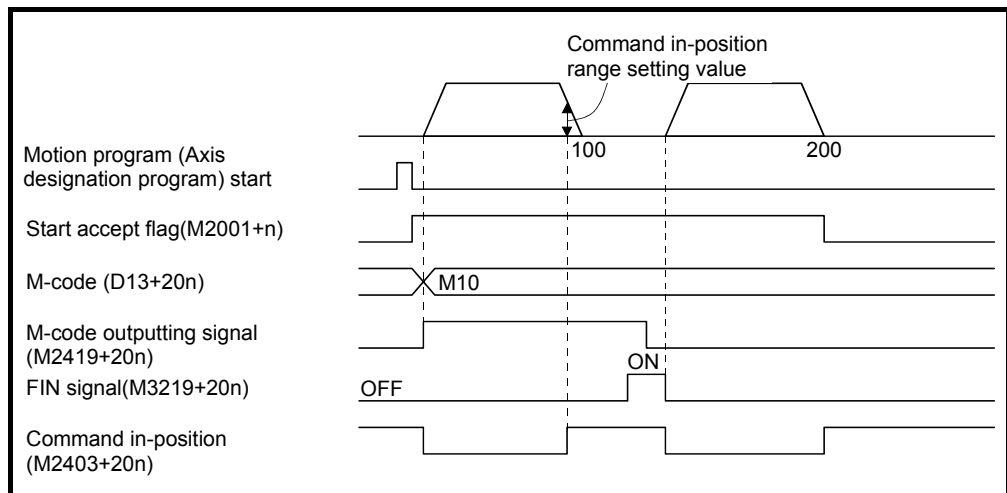 Command in-position
range setting value
100
200
Motion program (Axis
designation program) start
Start accept flag(M2001+n)
M-code (D13+20n)
M10
M-code outputting signal
(M2419+20n)
ON
FIN signal(M3219+20n)
OFF
Command in-position
(M2403+20n)